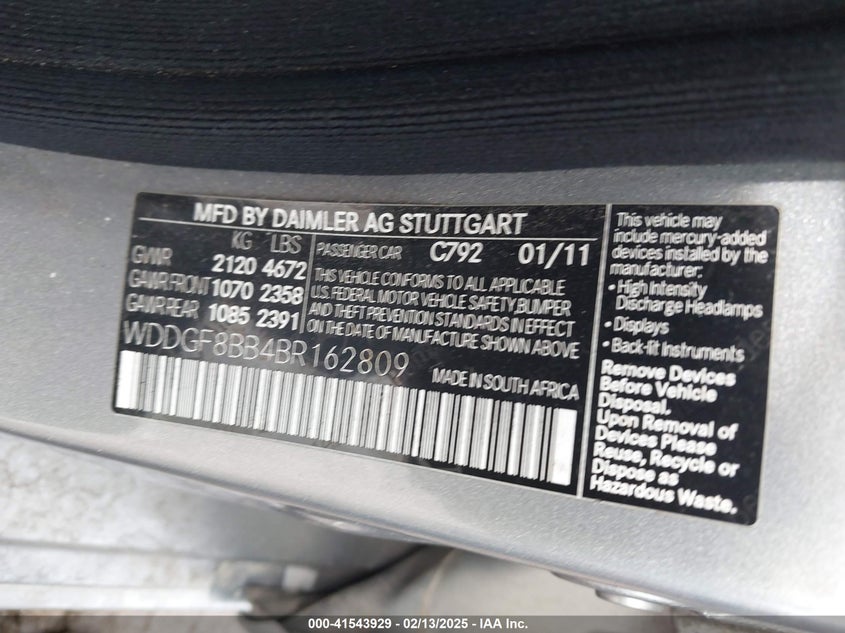 MFD BY DAIMLER AG STUTTGART
KG LBS
GVWR 2120 4672
GAWR FRONT 1070 2358
GAWR REAR 1085 2391
PASSENGER CAR C792 01/11
THIS VEHICLE CONFORMS TO ALL APPLICABLE
U.S. FEDERAL MOTOR VEHICLE SAFETY, BUMPER
AND THEFT PREVENTION STANDARDS IN EFFECT
ON THE DATE OF MANUFACTURE SHOWN ABOVE
WDDGF8BB4BR162809
MADE IN SOUTH AFRICA
This vehicle may
include mercury-added
devices installed by the
manufacturer:
• High Intensity
Discharge Headlamps
• Displays
• Back-fit Instruments
Remove Devices
Before Vehicle
Disposal.
Upon Removal of
Devices Please
Reuse, Recycle or
Dispose as
Hazardous Waste.
000-41543929 - 02/13/2025 - IAA Inc.